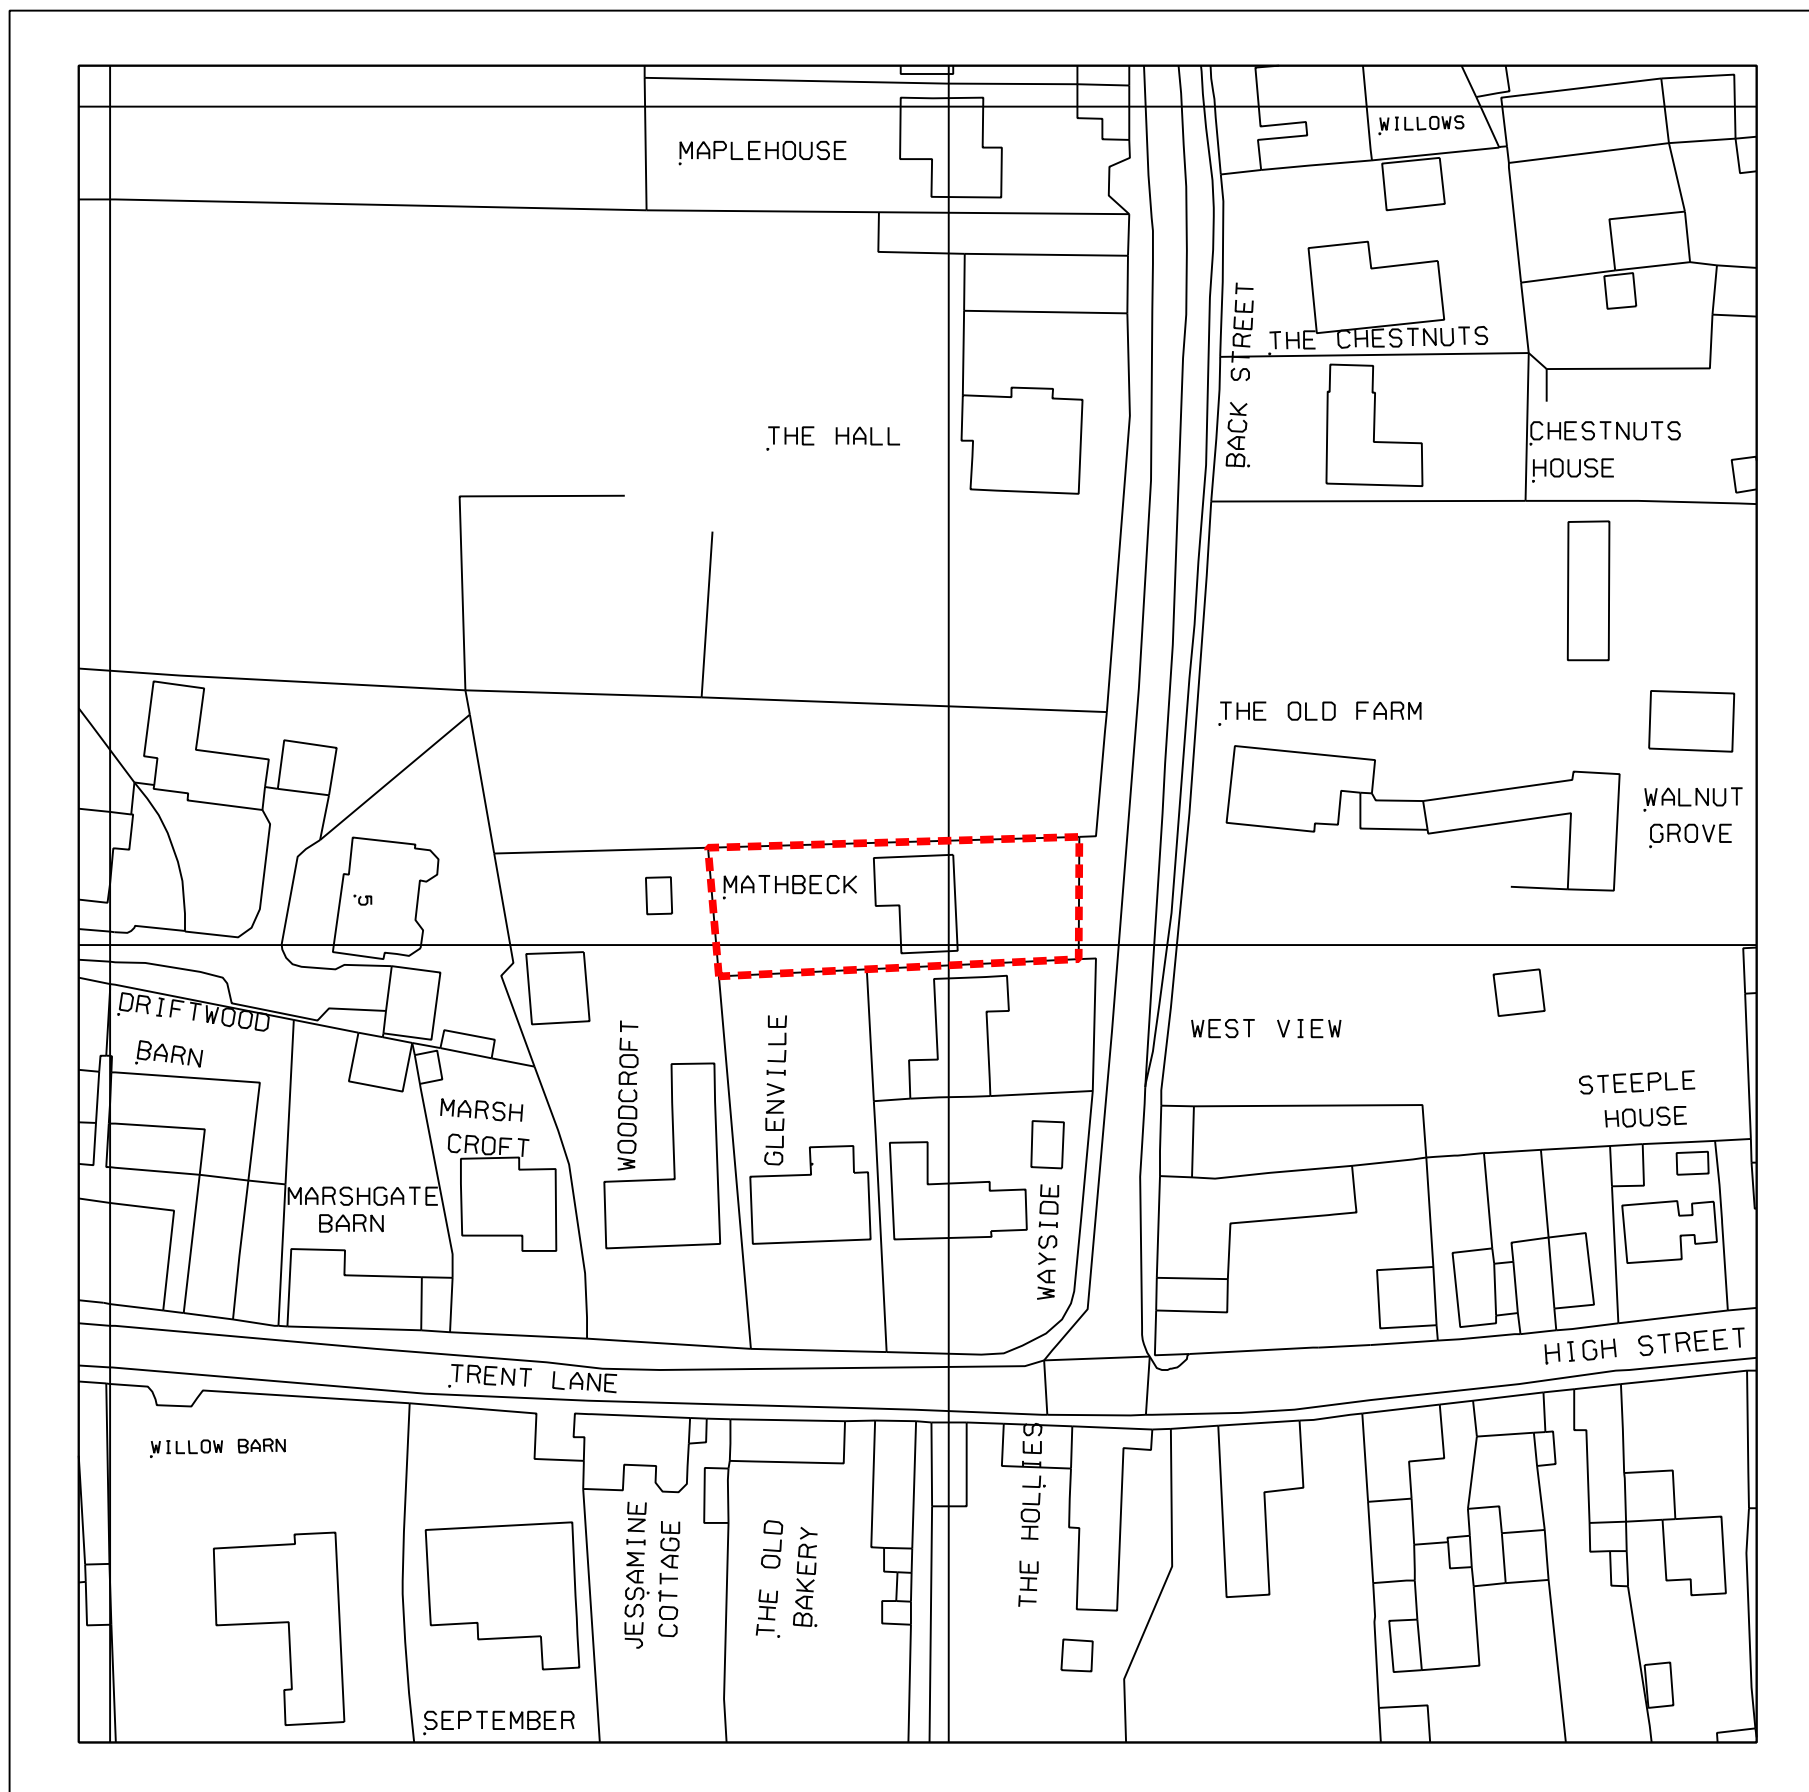 WILLOWS
MAPLEHOUSE
BACK STREET
THE CHESTNUTS
THE HALL
CHESTNUTS
HOUSE
THE OLD FARM
WALNUT
GROVE
MATHBECK
5
DRIFTWOOD
BARN
WEST VIEW
WOODCROFT
GLENVILLE
MARSH
CROFT
STEEPLE
HOUSE
MARSHGATE
BARN
WAYSIDE
HIGH STREET
TRENT LANE
WILLOW BARN
JESSAMINE
COTTAGE
THE OLD
BAKERY
THE HOLLIES
SEPTEMBER